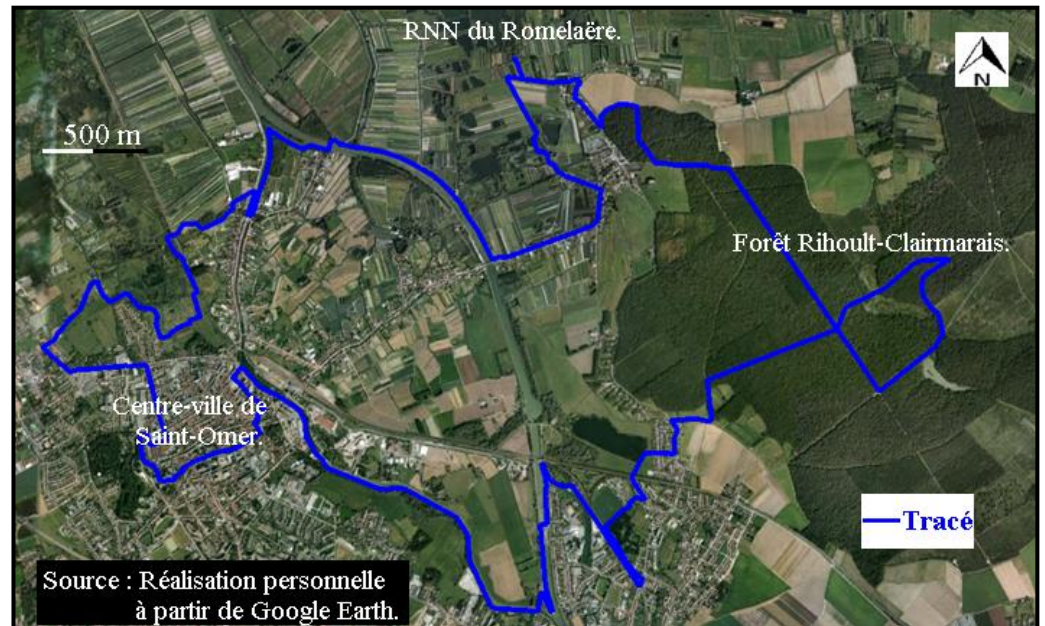 RNN du Romelaëre.
N
500 m
Forêt Rihoult-Clairmarais.
Centre-ville de
Saint-Omer.
Tracé
Source : Réalisation personnelle
à partir de Google Earth.